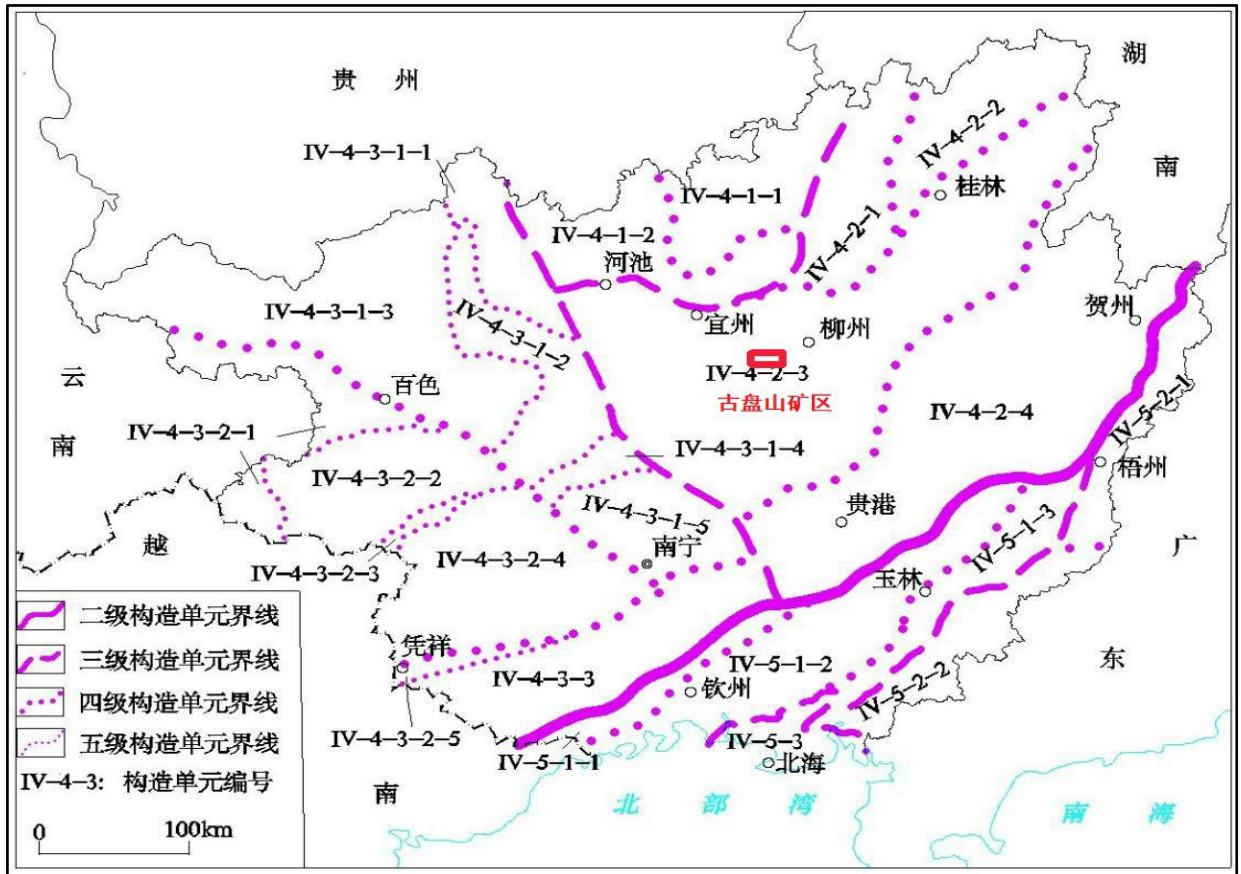 贵州
湖
南
IV-4-3-1-1
IV-4-1-1
IV-4-2-2
桂林
IV-4-1-2
河池
IV-4-2-1
宜州
柳州
贺州
IV-4-3-1-3
IV-4-3-1-2
IV-4-2-3
古盘山矿区
云
南
百色
IV-4-2-4
IV-5-2-1
IV-4-3-2-1
IV-4-3-1-4
梧州
IV-4-3-2-2
IV-4-3-1-5
贵港
IV-5-1-3
越
南
广
东
南宁
IV-4-3-2-4
IV-4-3-2-3
玉林
凭祥
IV-4-3-3
IV-5-1-2
钦州
IV-5-2-2
IV-4-3-2-5
IV-5-1-1
IV-5-3
北海
北部湾
南海
二级构造单元界线
三级构造单元界线
四级构造单元界线
五级构造单元界线
IV-4-3: 构造单元编号
0 100km